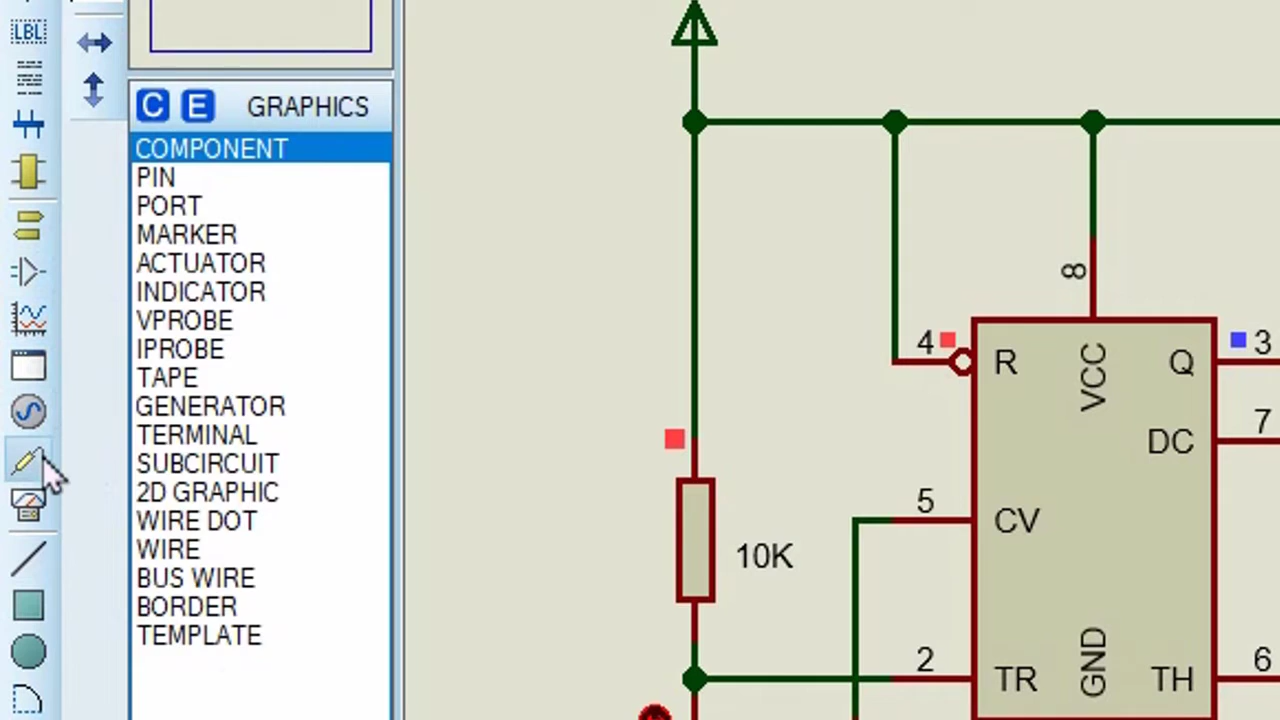 LBL
C E GRAPHICS
COMPONENT
PIN
PORT
MARKER
ACTUATOR
INDICATOR
VPROBE
IPROBE
TAPE
GENERATOR
TERMINAL
SUBCIRCUIT
2D GRAPHIC
WIRE DOT
WIRE
BUS WIRE
BORDER
TEMPLATE
8
4 R VCC Q 3
DC 7
5 CV
10K
2 TR GND TH 6